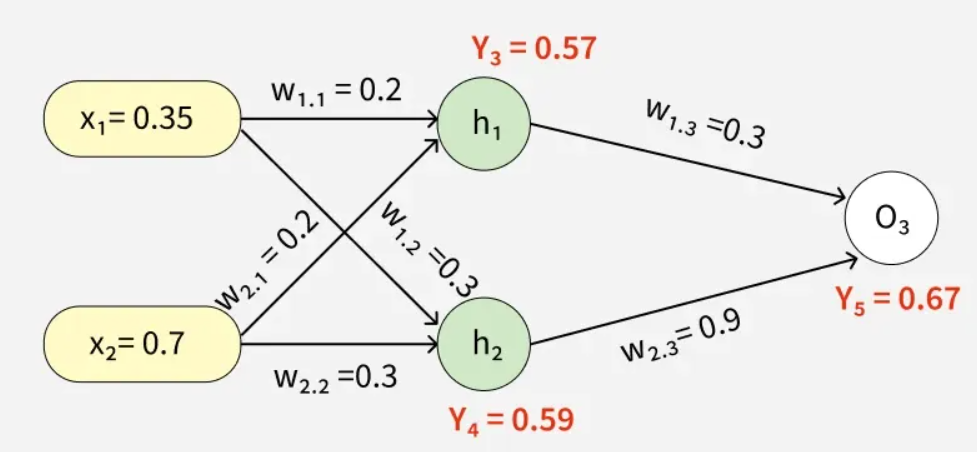 Y₃ = 0.57
w₁.₁ = 0.2
x₁= 0.35
h₁
w₁.₃ =0.3
w₂.₁ = 0.2
w₁.₂ =0.3
O₃
Y₅ = 0.67
x₂= 0.7
h₂
w₂.₃= 0.9
w₂.₂ =0.3
Y₄ = 0.59